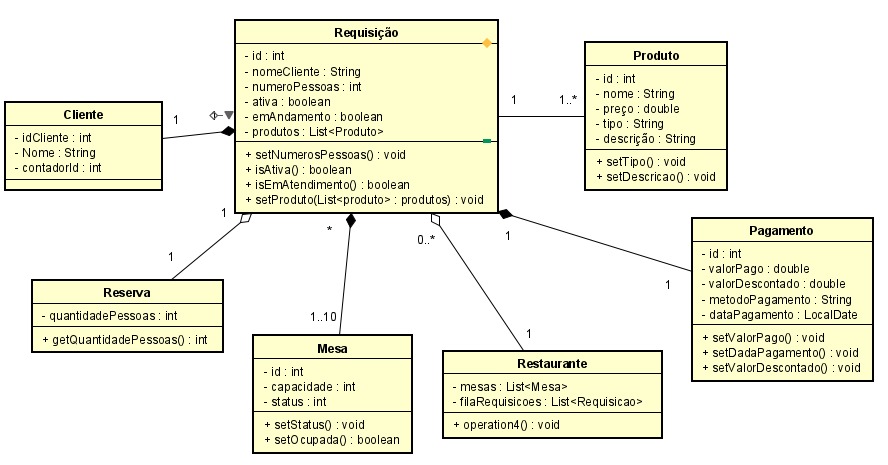 Requisição
- id : int
- nomeCliente : String
- numeroPessoas : int
- ativa : boolean
- emAndamento : boolean
- produtos : List<Produto>
+ setNumerosPessoas() : void
+ isAtiva() : boolean
+ isEmAtendimento() : boolean
+ setProduto(List<produto> : produtos) : void
Produto
- id : int
- nome : String
- preço : double
- tipo : String
- descrição : String
+ setTipo() : void
+ setDescricao() : void
1
1..*
Cliente
- idCliente : int
- Nome : String
- contadorId : int
1
1
1
Reserva
- quantidadePessoas : int
+ getQuantidadePessoas() : int
*
1..10
Mesa
- id : int
- capacidade : int
- status : int
+ setStatus() : void
+ setOcupada() : boolean
0..*
1
Restaurante
- mesas : List<Mesa>
- filaRequisicoes : List<Requisicao>
+ operation4() : void
1
1
Pagamento
- id : int
- valorPago : double
- valorDescontado : double
- metodoPagamento : String
- dataPagamento : LocalDate
+ setValorPago() : void
+ setDadaPagamento() : void
+ setValorDescontado() : void